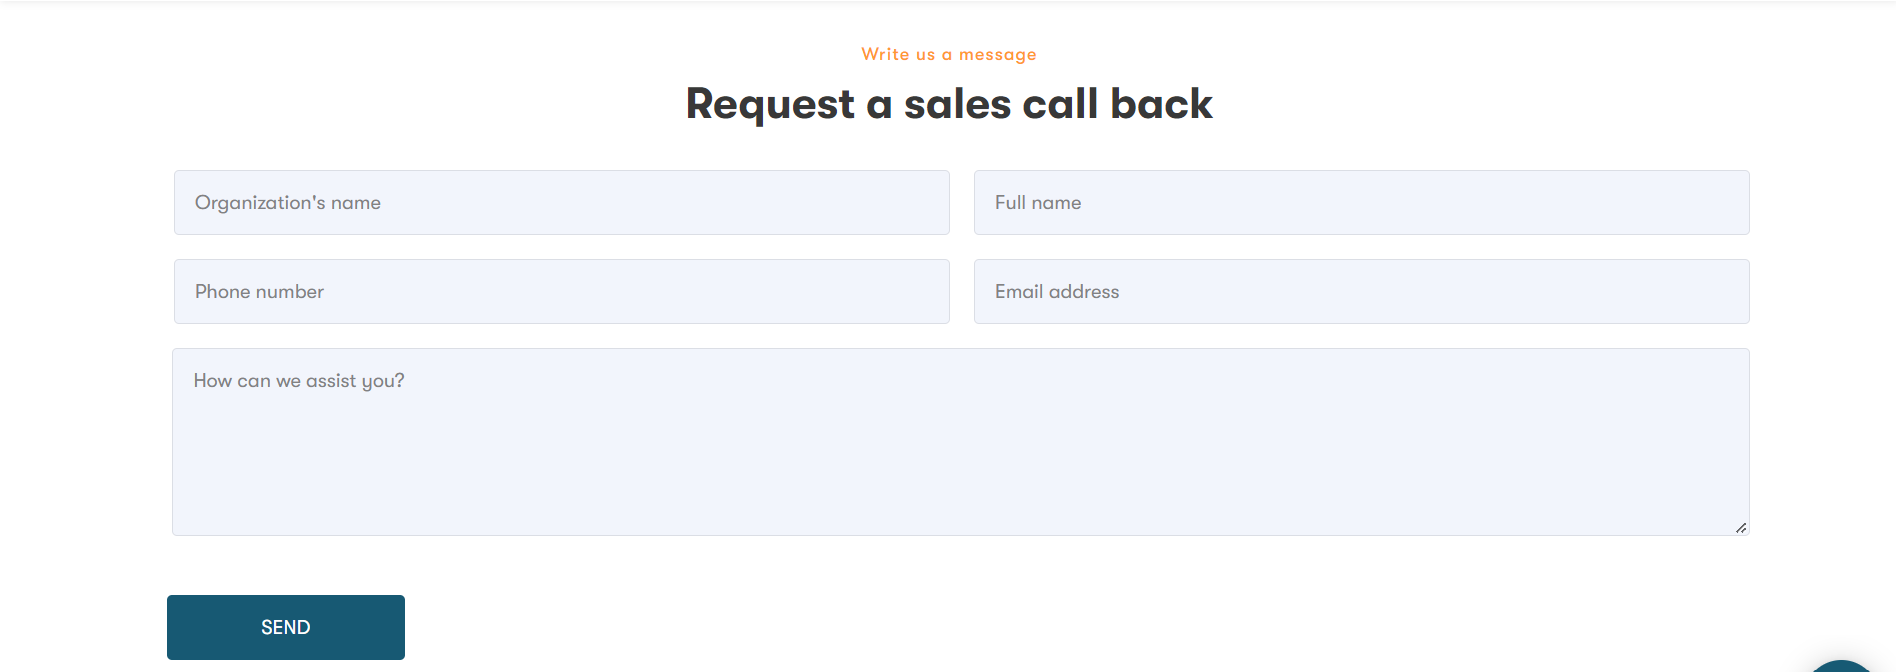 Write us a message
Request a sales call back
Organization's name
Full name
Phone number
Email address
How can we assist you?
SEND